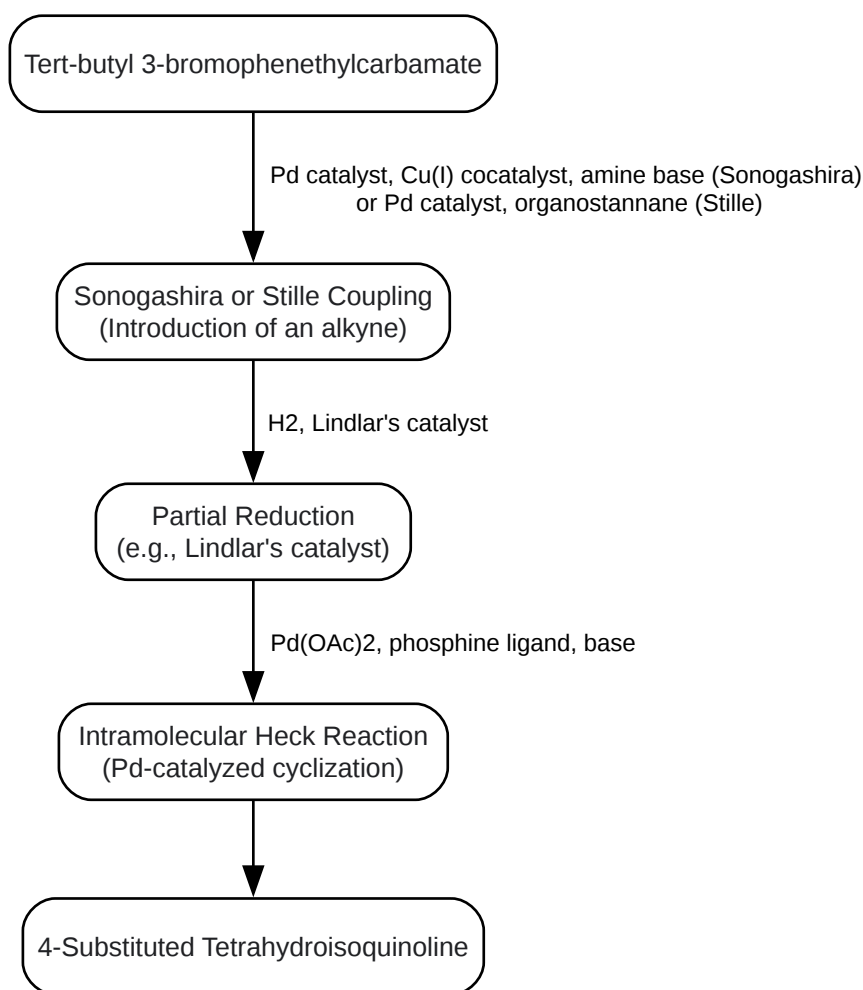 Tert-butyl 3-bromophenethylcarbamate
Pd catalyst, Cu(I) cocatalyst, amine base (Sonogashira)
or Pd catalyst, organostannane (Stille)
Sonogashira or Stille Coupling
(Introduction of an alkyne)
H2, Lindlar's catalyst
Partial Reduction
(e.g., Lindlar's catalyst)
Pd(OAc)2, phosphine ligand, base
Intramolecular Heck Reaction
(Pd-catalyzed cyclization)
4-Substituted Tetrahydroisoquinoline